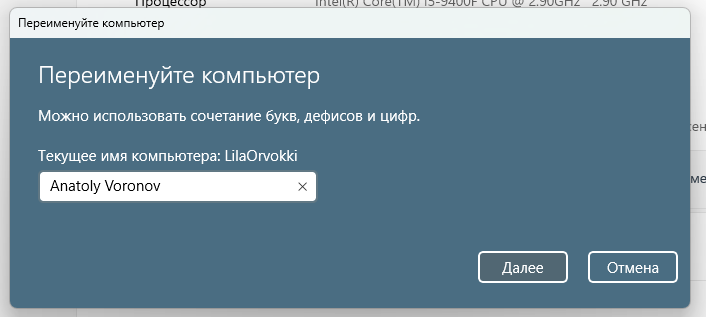 Процессор Intel(R) Core(TM) i5-9400F CPU @ 2.90GHz 2.90 GHz
Переименуйте компьютер
Переименуйте компьютер
Можно использовать сочетание букв, дефисов и цифр.
Текущее имя компьютера: LilaOrvokki
Anatoly Voronov
Далее
Отмена